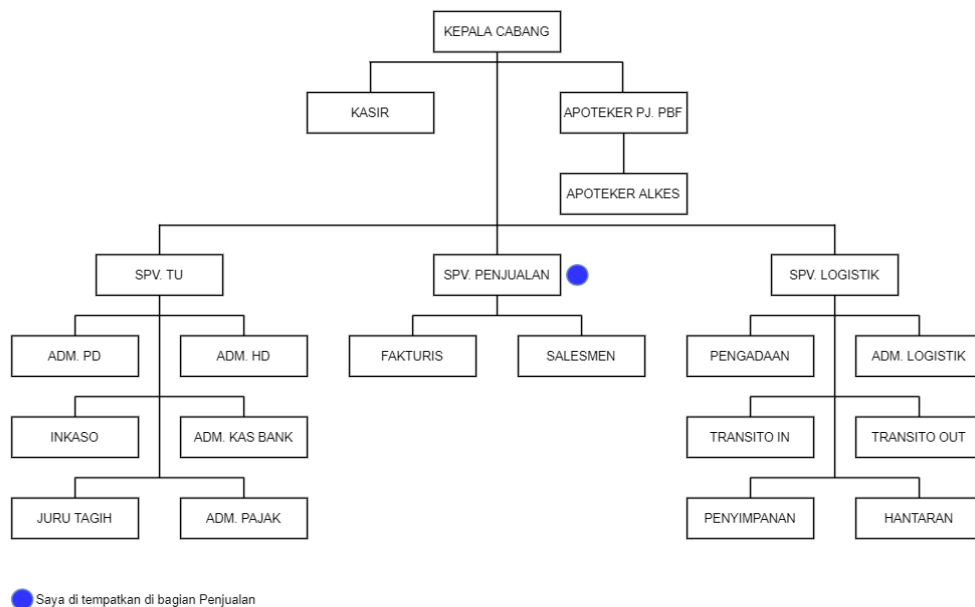 KEPALA CABANG
KASIR
APOTEKER PJ. PBF
APOTEKER ALKES
SPV. TU
SPV. PENJUALAN
SPV. LOGISTIK
ADM. PD
ADM. HD
FAKTURIS
SALESMEN
PENGADAAN
ADM. LOGISTIK
INKASO
ADM. KAS BANK
TRANSITO IN
TRANSITO OUT
JURU TAGIH
ADM. PAJAK
PENYIMPANAN
HANTARAN
Saya di tempatkan di bagian Penjualan